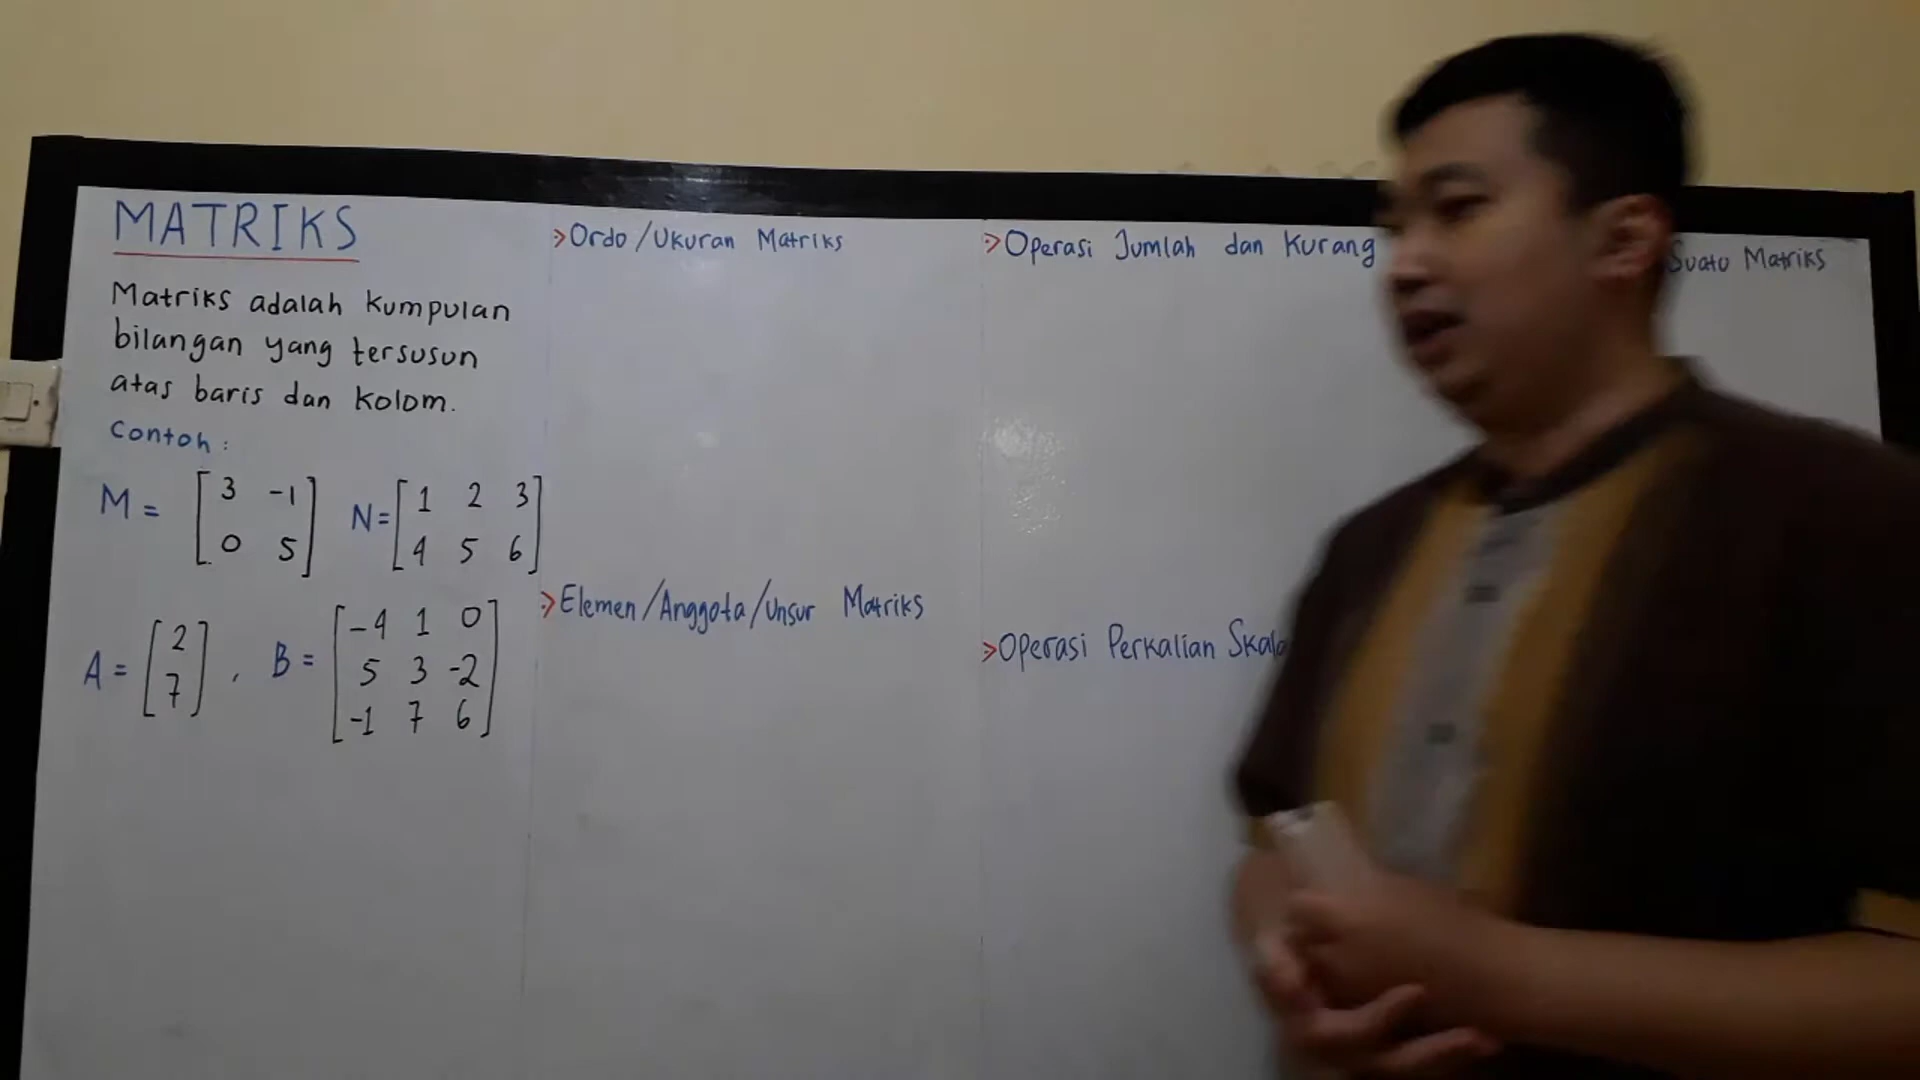 MATRIKS
Matriks adalah kumpulan
bilangan yang tersusun
atas baris dan kolom.
Contoh :
M = [3 -1
0 5]
N = [1 2 3
4 5 6]
A = [2
7] ,
B = [-4 1 0
5 3 -2
-1 7 6]
> Ordo/Ukuran Matriks
> Elemen/Anggota/Unsur Matriks
> Operasi Jumlah dan Kurang
> Operasi Perkalian
Suatu Matriks